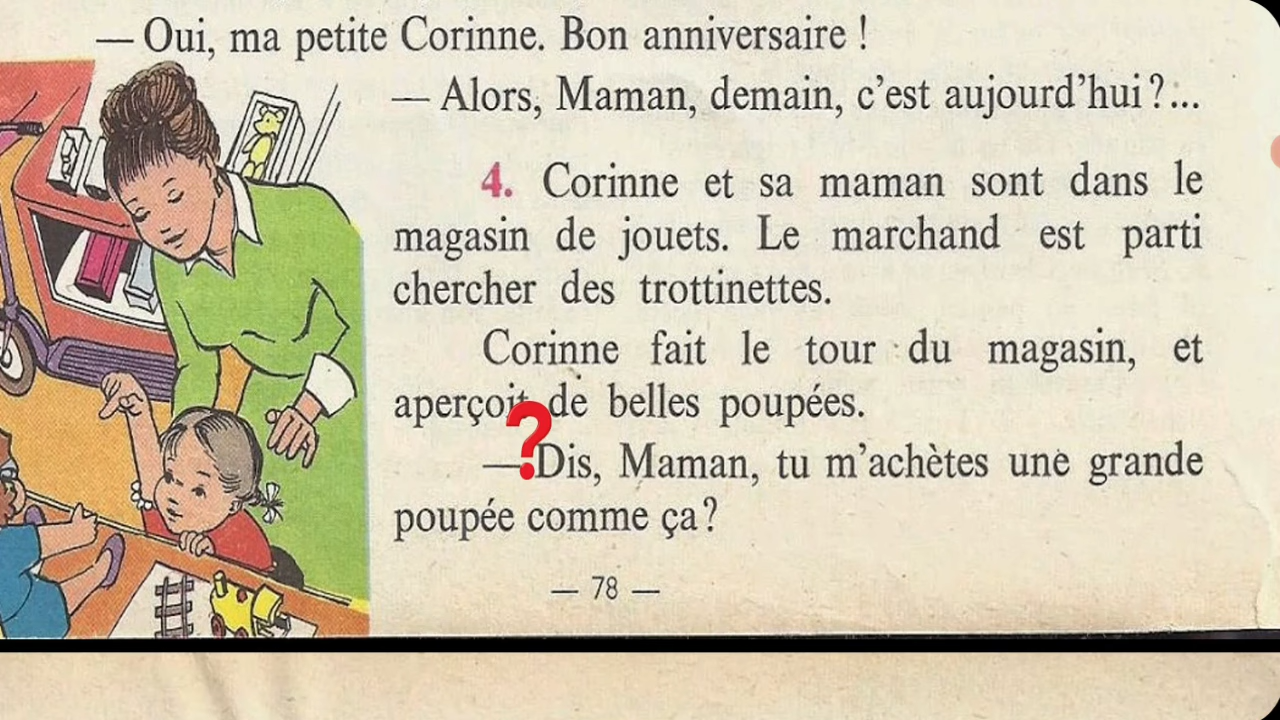 — Oui, ma petite Corinne. Bon anniversaire !
— Alors, Maman, demain, c'est aujourd'hui ?...
4. Corinne et sa maman sont dans le
magasin de jouets. Le marchand est parti
chercher des trottinettes.
Corinne fait le tour du magasin, et
aperçoit de belles poupées.
❓
— Dis, Maman, tu m'achètes une grande
poupée comme ça ?
— 78 —